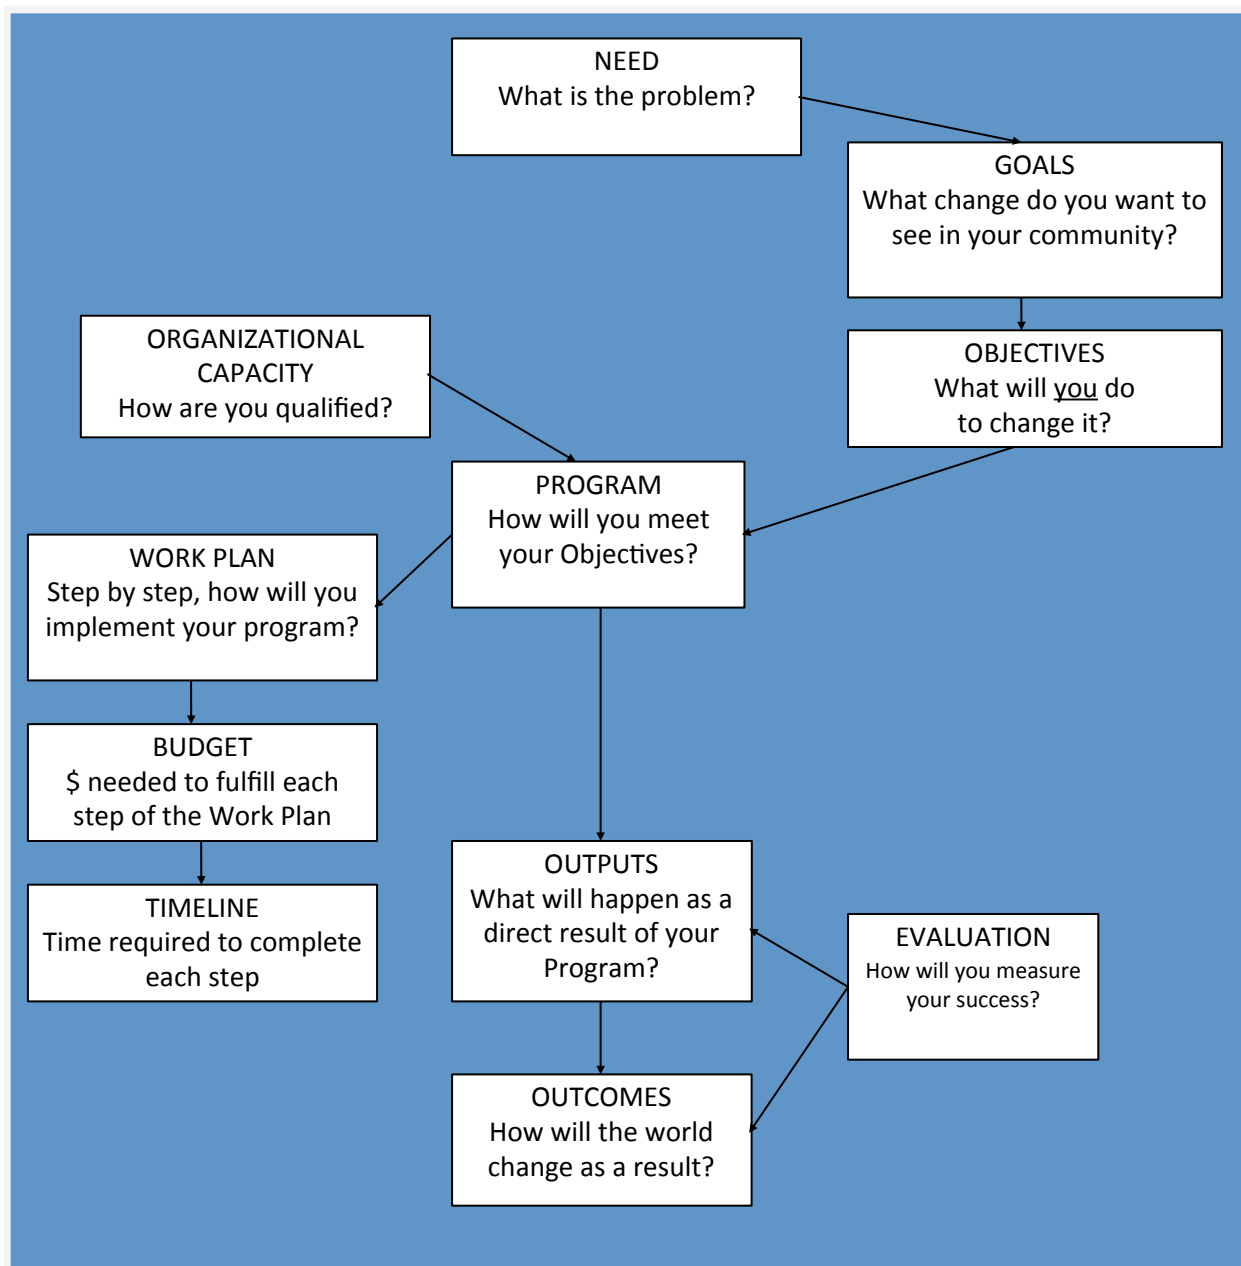 NEED
What is the problem?
GOALS
What change do you want to
see in your community?
ORGANIZATIONAL
CAPACITY
How are you qualified?
OBJECTIVES
What will you do
to change it?
PROGRAM
How will you meet
your Objectives?
WORK PLAN
Step by step, how will you
implement your program?
BUDGET
$ needed to fulfill each
step of the Work Plan
TIMELINE
Time required to complete
each step
OUTPUTS
What will happen as a
direct result of your
Program?
EVALUATION
How will you measure
your success?
OUTCOMES
How will the world
change as a result?